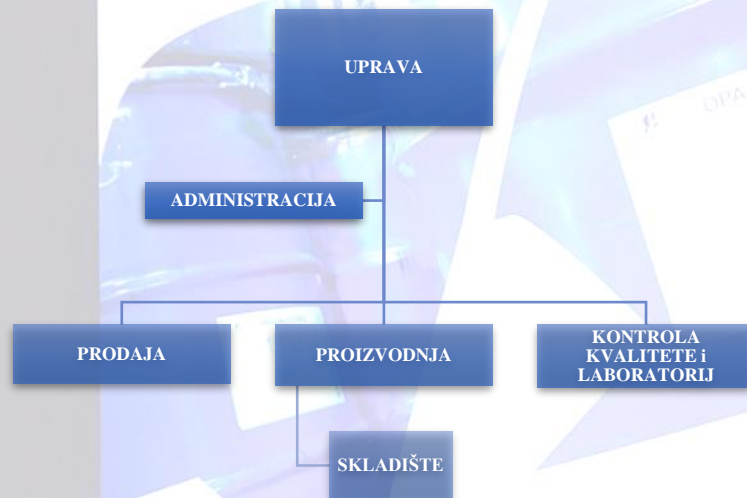 UPRAVA
ADMINISTRACIJA
PRODAJA
PROIZVODNJA
KONTROLA
KVALITETE i
LABORATORIJ
SKLADIŠTE